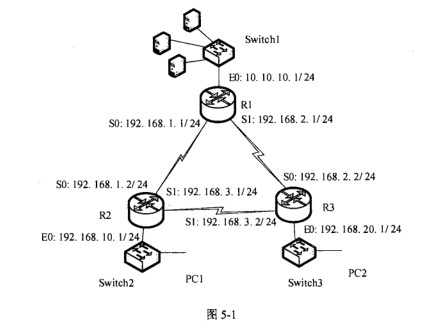 Switch1
E0: 10. 10. 10. 1/24
R1
S0: 192. 168. 1. 1/ 24
S1: 192. 168. 2. 1/24
S0: 192. 168. 1. 2/24
S1: 192. 168. 3. 1/24
S0: 192. 168. 2. 2/24
R2
S1: 192. 168. 3. 2/24
R3
E0: 192. 168. 10. 1/24
E0: 192. 168. 20. 1/24
Switch2
PC1
Switch3
PC2
图 5-1